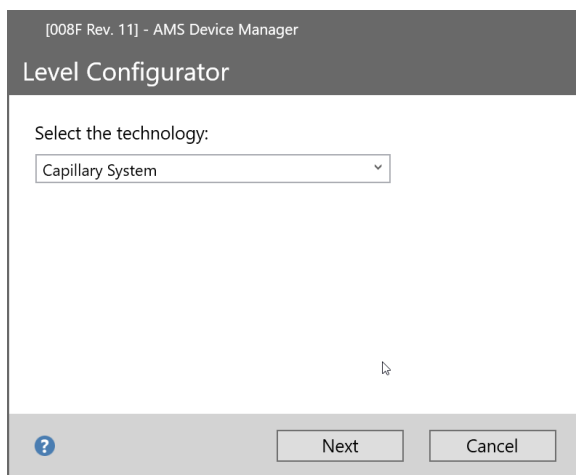 [008F Rev. 11] - AMS Device Manager
Level Configurator
Select the technology:
Capillary System
?
Next
Cancel